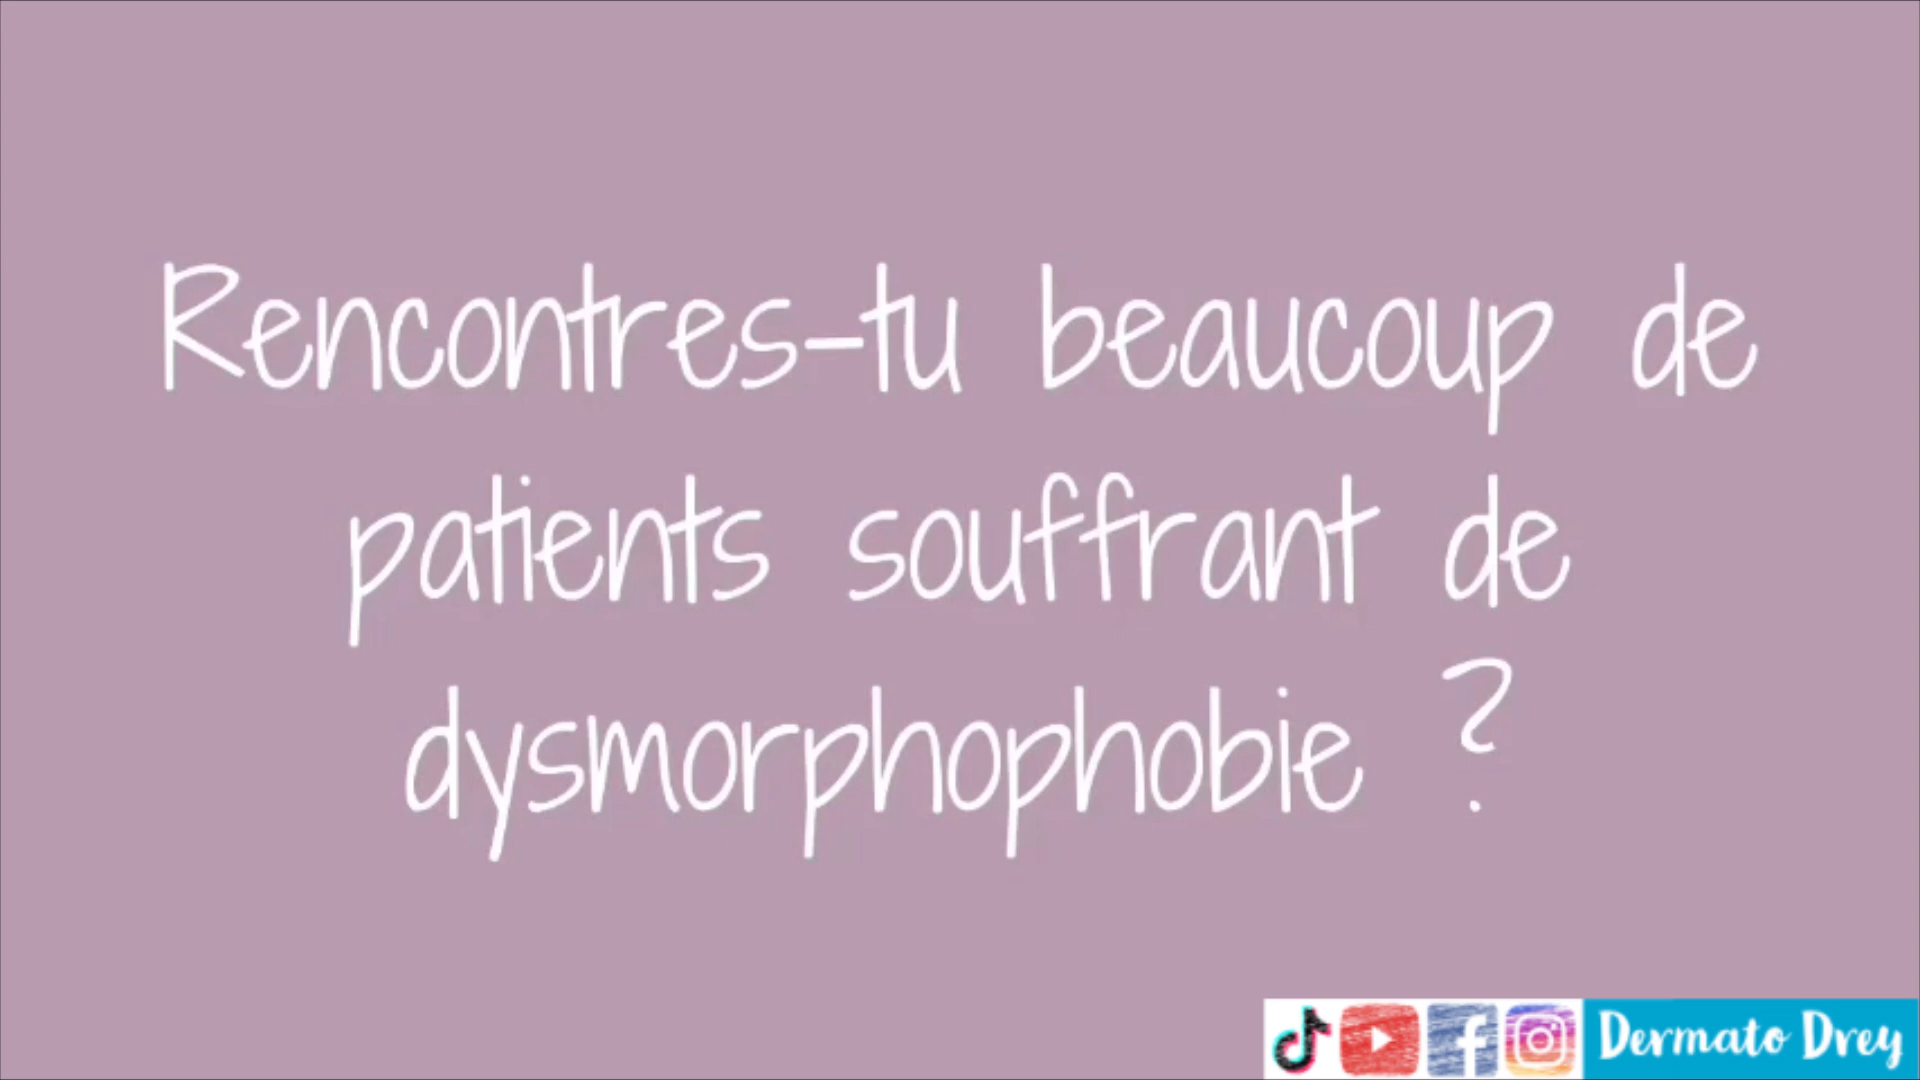 Rencontres-tu beaucoup de
patients souffrant de
dysmorphophobie ?
Dermato Drey